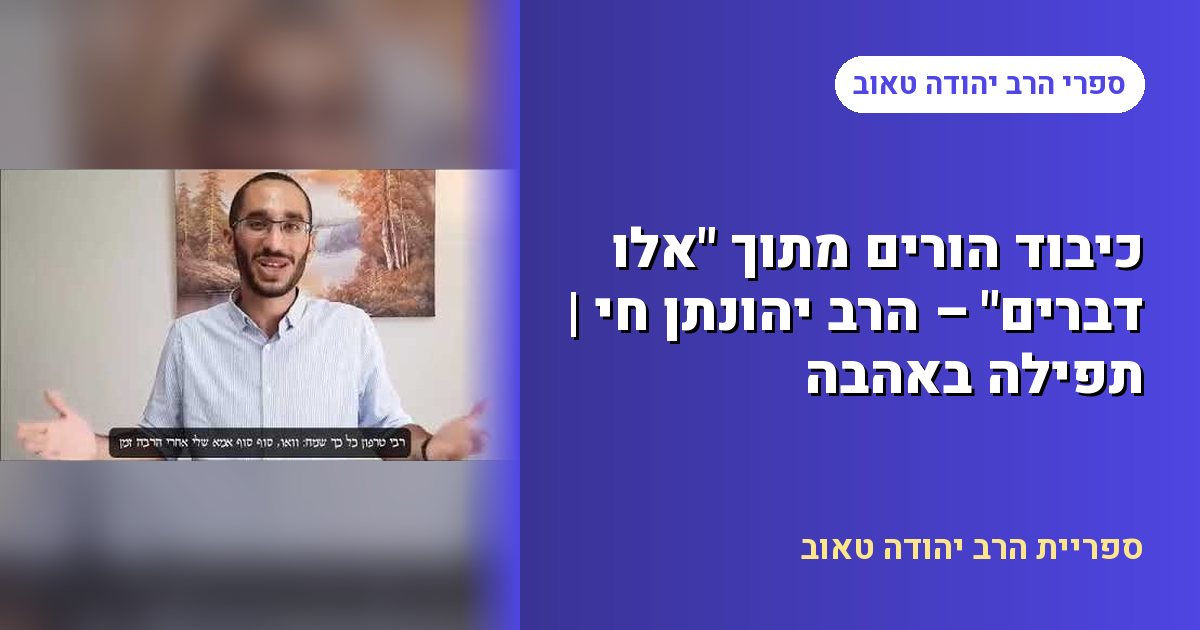 ספרי הרב יהודה טאוב
כיבוד הורים מתוך "אלו
דברים" – הרב יהונתן חי |
תפילה באהבה
רבי טרפון כל כך שמח: וואו, סוף סוף אמא שלי אחרי הרבה זמן
ספריית הרב יהודה טאוב